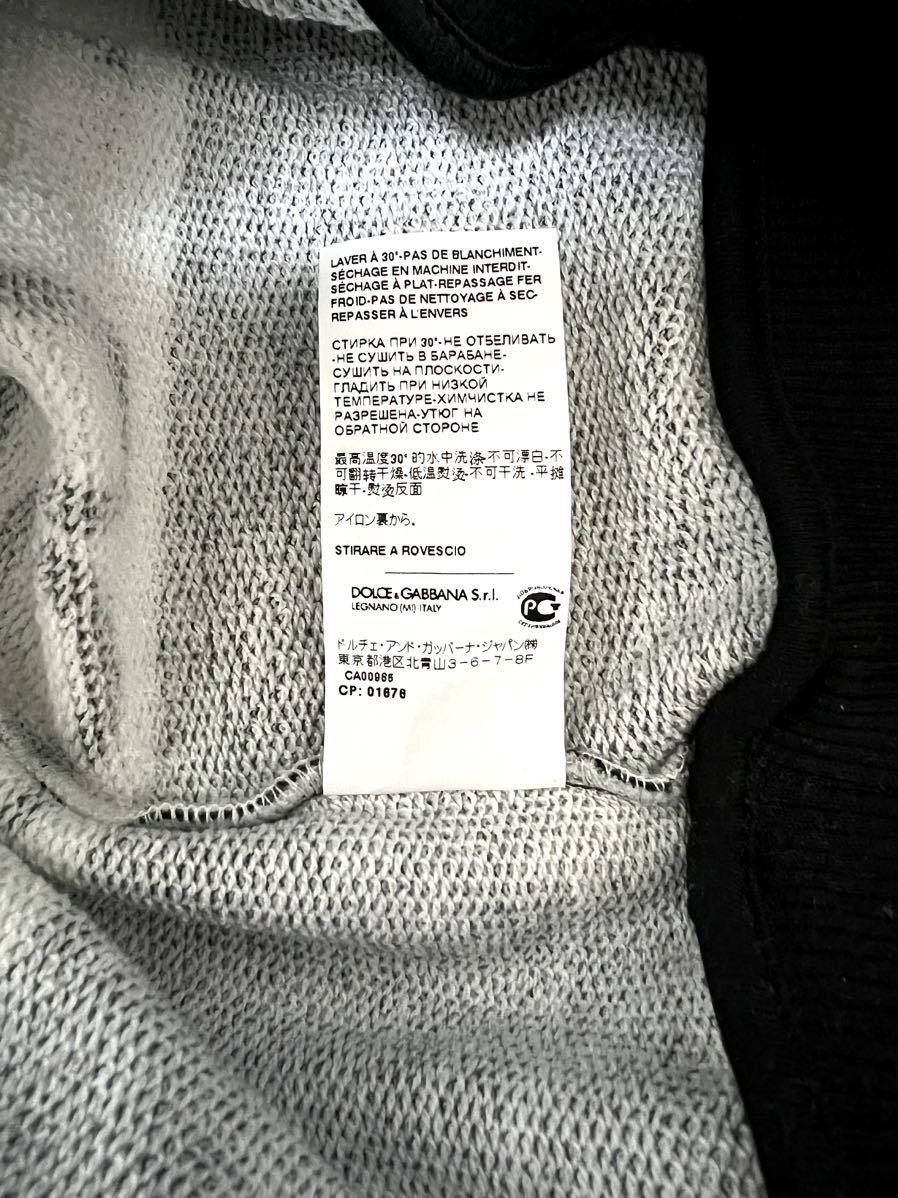 LAVER À 30°-PAS DE BLANCHIMENT-
SÉCHAGE EN MACHINE INTERDIT-
SÉCHAGE À PLAT-REPASSAGE FER
FROID-PAS DE NETTOYAGE À SEC-
REPASSER À L'ENVERS
СТИРКА ПРИ 30°-НЕ ОТБЕЛИВАТЬ
-НЕ СУШИТЬ В БАРАБАНЕ-
СУШИТЬ НА ПЛОСКОСТИ-
ГЛАДИТЬ ПРИ НИЗКОЙ
ТЕМПЕРАТУРЕ-ХИМЧИСТКА НЕ
РАЗРЕШЕНА-УТЮГ НА
ОБРАТНОЙ СТОРОНЕ
最高温度30°的水中洗涤-不可漂白-不
可翻转干燥-低温熨烫-不可干洗-平摊
晾干-熨烫反面
アイロン裏から。
STIRARE A ROVESCIO
DOLCE&GABBANA S.r.l.
LEGNANO (MI) ITALY
PG
ドルチェ・アンド・ガッバーナ・ジャパン㈱
東京都港区北青山3-6-7-8F
CA00965
CP: 01676